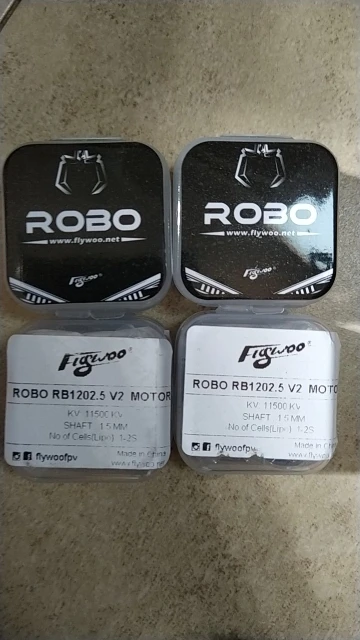 ROBO
www.flywoo.net
Flywoo
ROBO
www.flywoo.net
Flywoo
Flywoo
ROBO RB1202.5 V2 MOTOR
KV 11500 KV
SHAFT 1.5 MM
No of Cells(Lipo) 1-2S
flywoofpv
Made in China
Flywoo
ROBO RB1202.5 V2 MOTO
KV 11500 KV
SHAFT 1.5 MM
No of Cells(Lipo) 1-2S
flywoofpv
Made in China